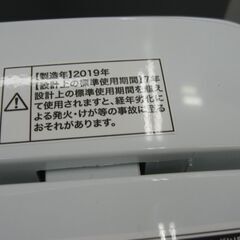 【製造年】2019年
【設計上の標準使用期間】7年
設計上の標準使用期間を超え
て使用されますと、経年劣化に
よる発火・けが等の事故に至る
おそれがあります。